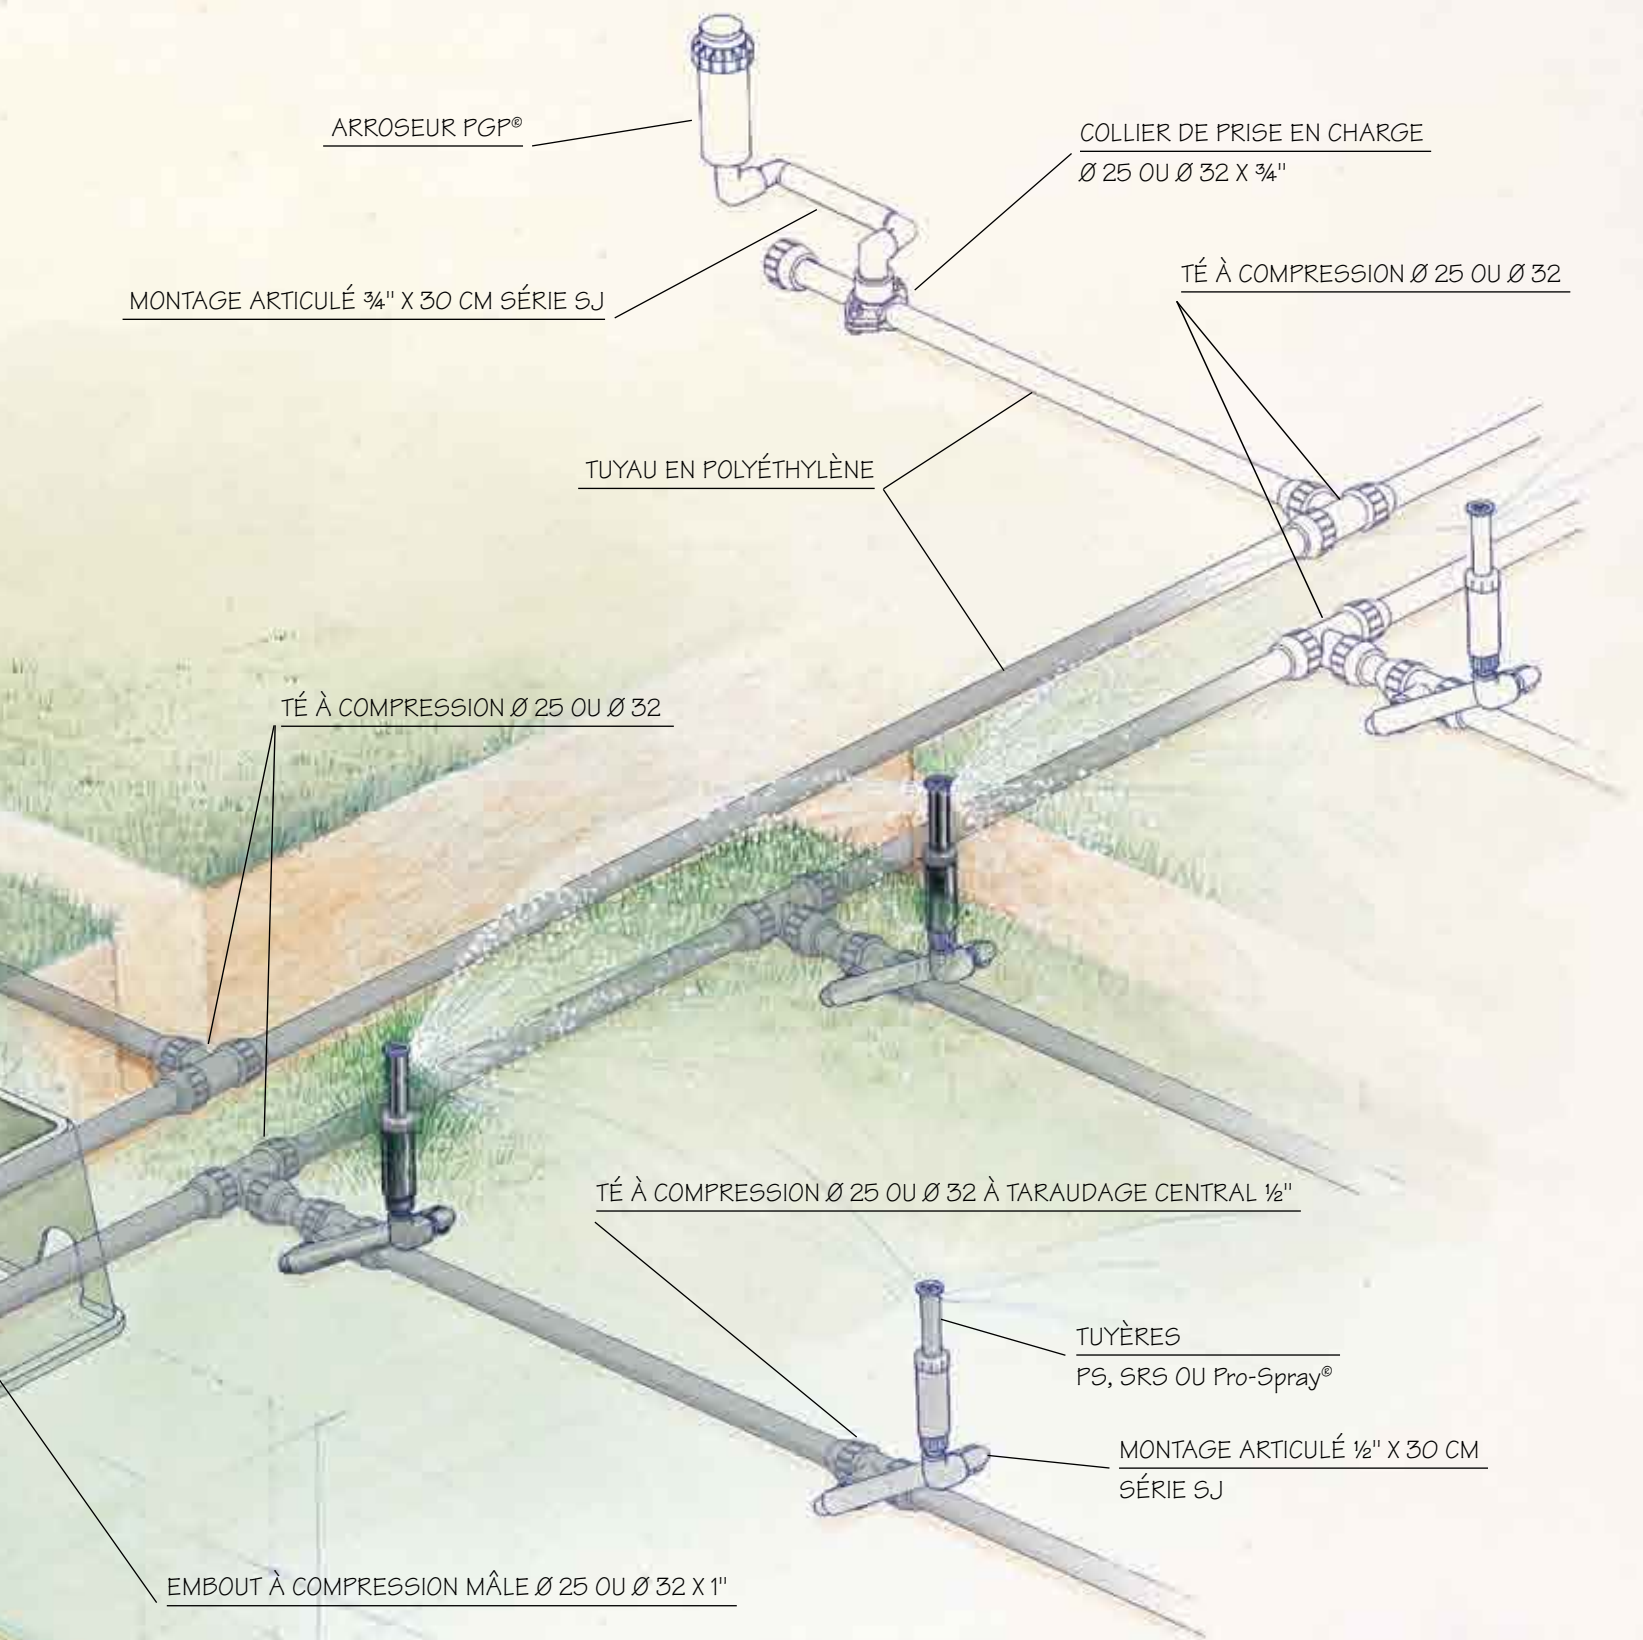 ARROSEUR PGP®
COLLIER DE PRISE EN CHARGE
Ø 25 OU Ø 32 X ¾"
TÉ À COMPRESSION Ø 25 OU Ø 32
MONTAGE ARTICULÉ ¾" X 30 CM SÉRIE SJ
TUYAU EN POLYÉTHYLÈNE
TÉ À COMPRESSION Ø 25 OU Ø 32
TÉ À COMPRESSION Ø 25 OU Ø 32 À TARAUDAGE CENTRAL ½"
TUYÈRES
PS, SRS OU Pro-Spray®
MONTAGE ARTICULÉ ½" X 30 CM
SÉRIE SJ
EMBOUT À COMPRESSION MÂLE Ø 25 OU Ø 32 X 1"